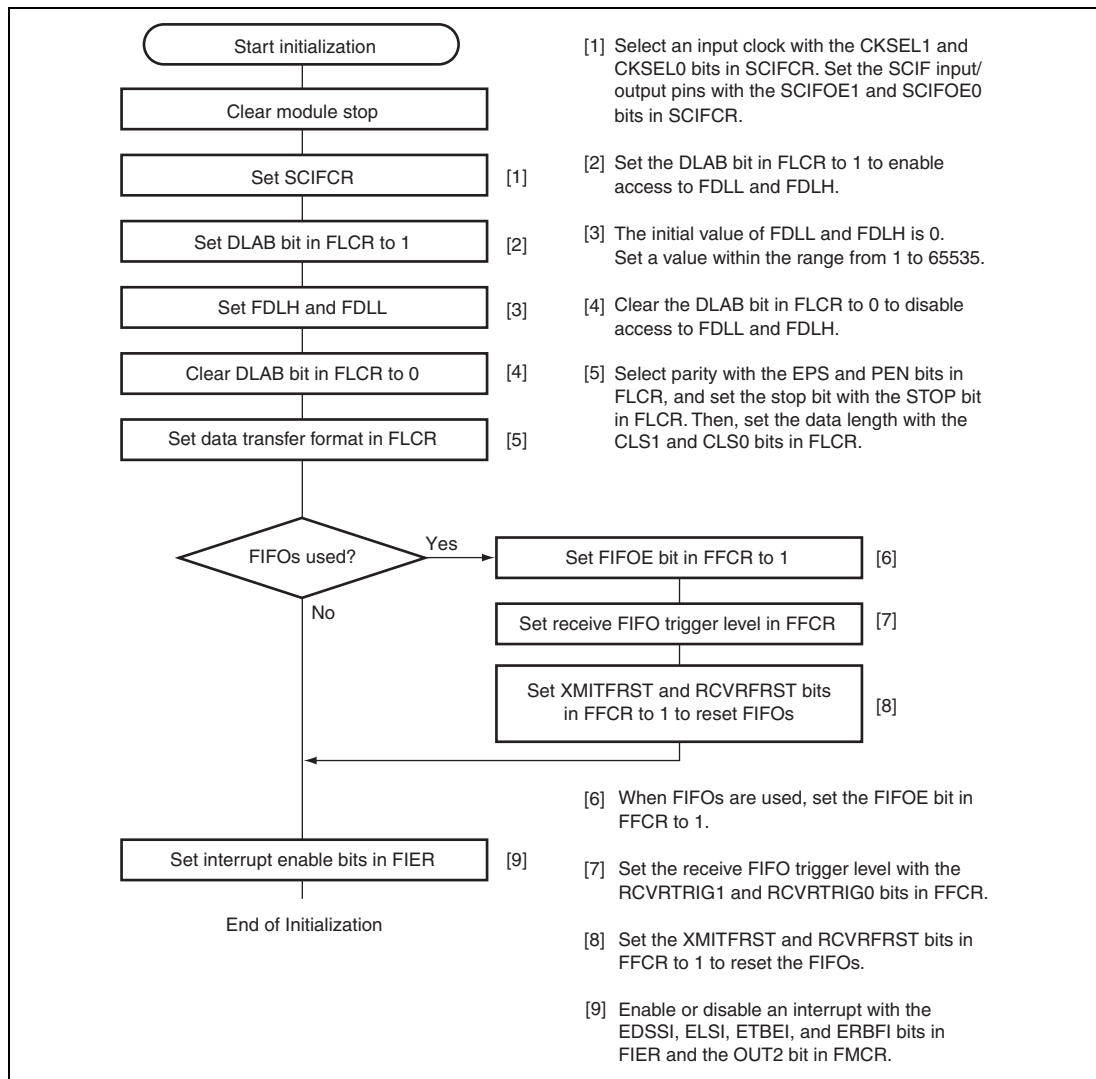 Start initialization
Clear module stop
Set SCIFCR
[1]
Set DLAB bit in FLCR to 1
[2]
Set FDLH and FDLL
[3]
Clear DLAB bit in FLCR to 0
[4]
Set data transfer format in FLCR
[5]
FIFOs used?
Yes
No
Set FIFOE bit in FFCR to 1
[6]
Set receive FIFO trigger level in FFCR
[7]
Set XMITFRST and RCVRFRST bits
in FFCR to 1 to reset FIFOs
[8]
Set interrupt enable bits in FIER
[9]
End of Initialization
[1] Select an input clock with the CKSEL1 and
CKSEL0 bits in SCIFCR. Set the SCIF input/
output pins with the SCIFOE1 and SCIFOE0
bits in SCIFCR.
[2] Set the DLAB bit in FLCR to 1 to enable
access to FDLL and FDLH.
[3] The initial value of FDLL and FDLH is 0.
Set a value within the range from 1 to 65535.
[4] Clear the DLAB bit in FLCR to 0 to disable
access to FDLL and FDLH.
[5] Select parity with the EPS and PEN bits in
FLCR, and set the stop bit with the STOP bit
in FLCR. Then, set the data length with the
CLS1 and CLS0 bits in FLCR.
[6] When FIFOs are used, set the FIFOE bit in
FFCR to 1.
[7] Set the receive FIFO trigger level with the
RCVRTRIG1 and RCVRTRIG0 bits in FFCR.
[8] Set the XMITFRST and RCVRFRST bits in
FFCR to 1 to reset the FIFOs.
[9] Enable or disable an interrupt with the
EDSSI, ELSI, ETBEI, and ERBFI bits in
FIER and the OUT2 bit in FMCR.